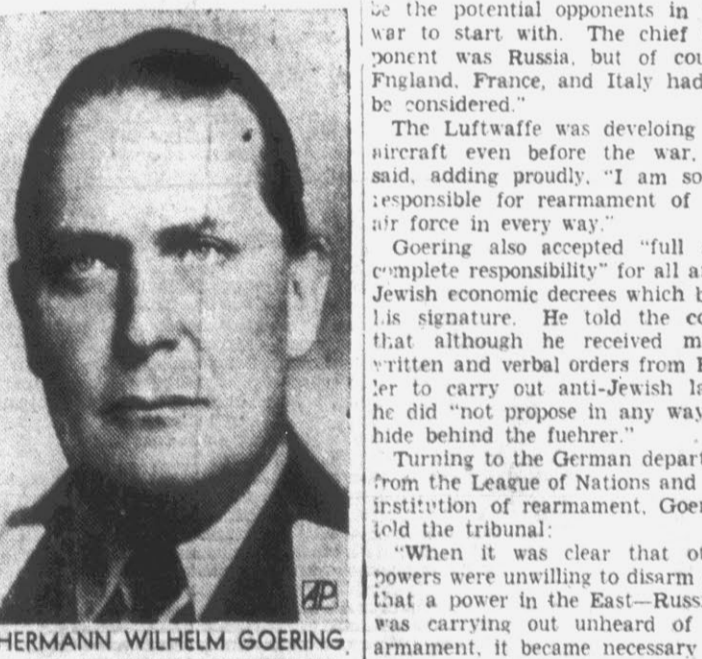 AP
HERMANN WILHELM GOERING
be the potential opponents in
war to start with. The chief
ponent was Russia, but of cou
Fngland, France, and Italy had
be considered."
The Luftwaffe was develoing
aircraft even before the war,
said, adding proudly, "I am so
responsible for rearmament of
air force in every way."
Goering also accepted "full
complete responsibility" for all a
Jewish economic decrees which b
his signature. He told the co
that although he received m
written and verbal orders from H
ler to carry out anti-Jewish la
he did "not propose in any way
hide behind the fuehrer."
Turning to the German depart
from the League of Nations and
institution of rearmament, Goer
told the tribunal:
"When it was clear that ot
powers were unwilling to disarm
that a power in the East—Russi
was carrying out unheard of
armament, it became necessary